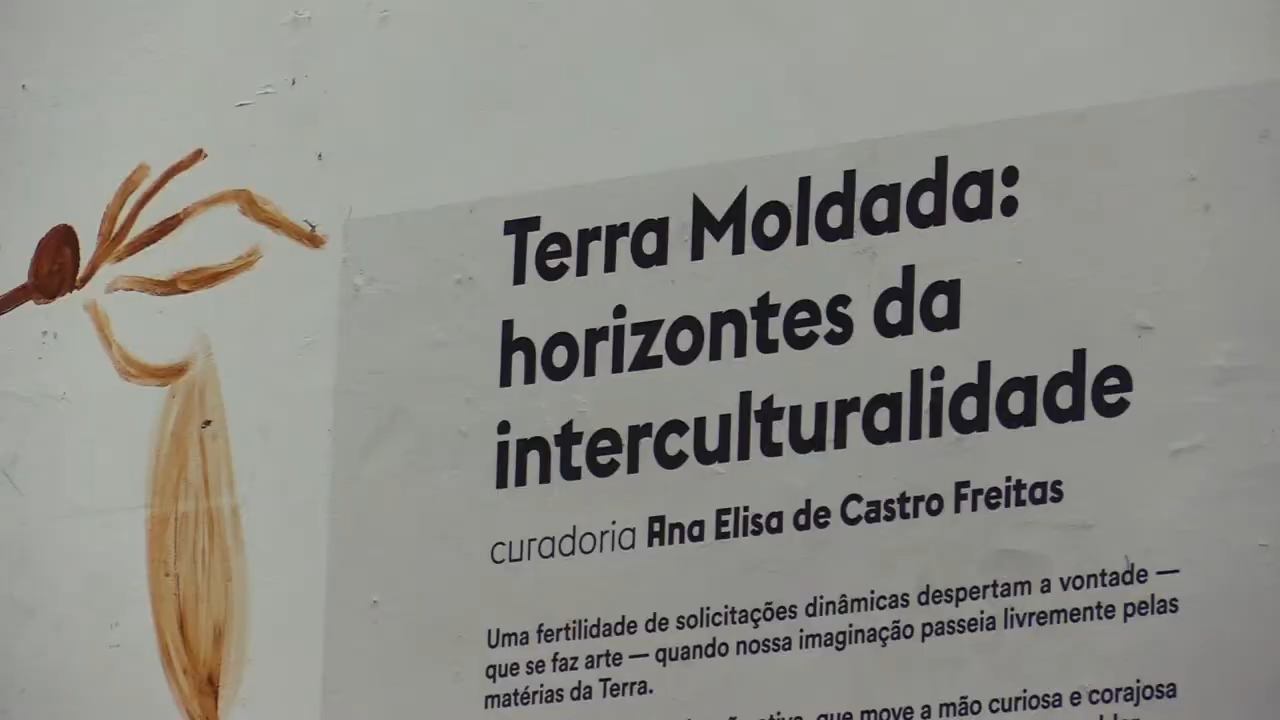 Terra Moldada:
horizontes da
interculturalidade
curadoria Ana Elisa de Castro Freitas
Uma fertilidade de solicitações dinâmicas despertam a vontade —
que se faz arte — quando nossa imaginação passeia livremente pelas
matérias da Terra.
que move a mão curiosa e corajosa